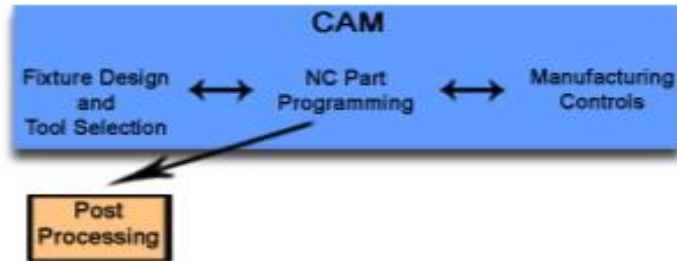 CAM
Fixture Design
and
Tool Selection
NC Part
Programming
Manufacturing
Controls
Post
Processing